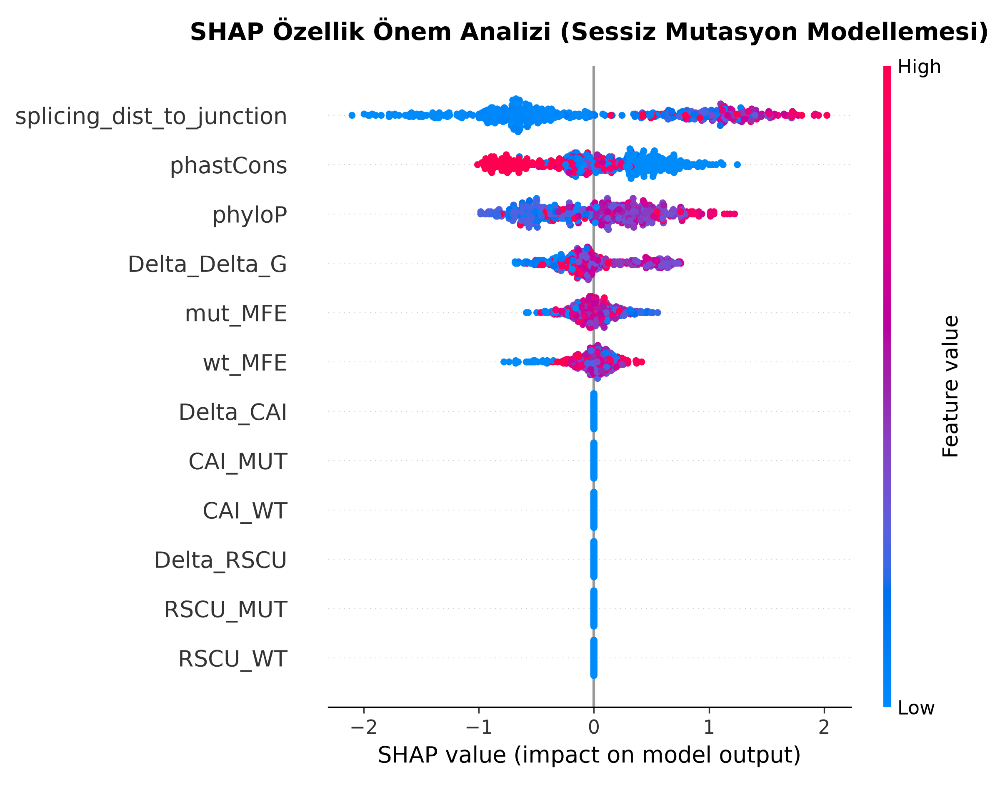 SHAP Özellik Önem Analizi (Sessiz Mutasyon Modellemesi)
High
splicing_dist_to_junction
phastCons
phyloP
Delta_Delta_G
mut_MFE
wt_MFE
Delta_CAI
CAI_MUT
CAI_WT
Delta_RSCU
RSCU_MUT
RSCU_WT
Feature value
Low
−2 −1 0 1 2
SHAP value (impact on model output)